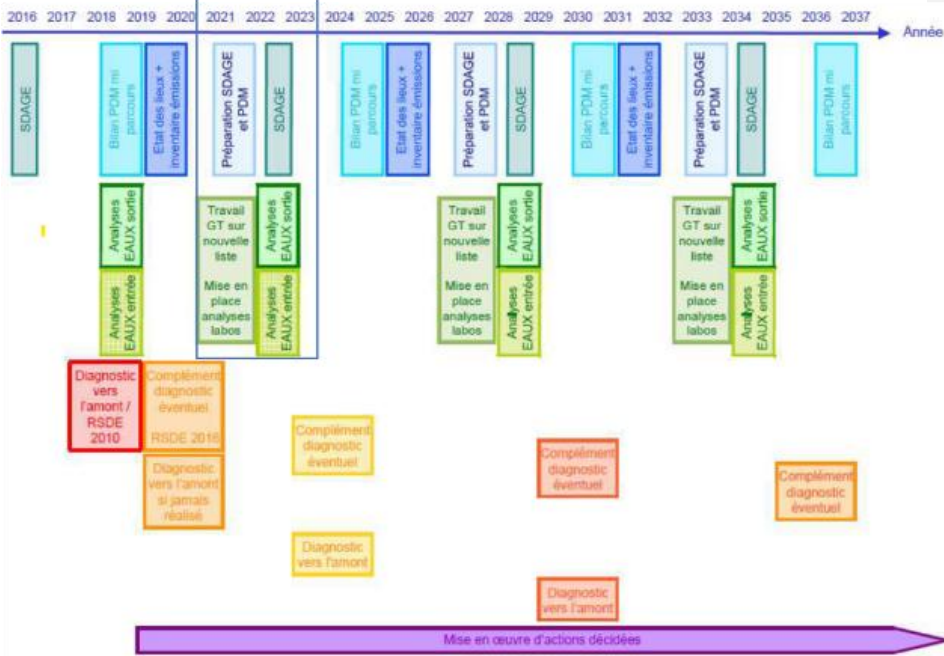 2016 2017 2018 2019 2020 2021 2022 2023 2024 2025 2026 2027 2028 2029 2030 2031 2032 2033 2034 2035 2036 2037
Année
SDAGE
Bilan PDM mi
parcours
Etat des lieux +
inventaire émissions
Préparation SDAGE
et PDM
SDAGE
Bilan PDM mi
parcours
Etat des lieux +
inventaire émissions
Préparation SDAGE
et PDM
SDAGE
Bilan PDM mi
parcours
Etat des lieux +
inventaire émissions
Préparation SDAGE
et PDM
SDAGE
Bilan PDM mi
parcours
Analyses
EAUX sortie
Travail
GT sur
nouvelle
liste
Mise en
place
analyses
labos
Analyses
EAUX sortie
Travail
GT sur
nouvelle
liste
Mise en
place
analyses
labos
Analyses
EAUX sortie
Travail
GT sur
nouvelle
liste
Mise en
place
analyses
labos
Analyses
EAUX sortie
Analyses
EAUX entrée
Analyses
EAUX entrée
Analyses
EAUX entrée
Analyses
EAUX entrée
Diagnostic
vers
l'amont /
RSDE
2010
Complément
diagnostic
éventuel
RSDE 2016
Diagnostic
vers l'amont
si jamais
réalisé
Complément
diagnostic
éventuel
Complément
diagnostic
éventuel
Complément
diagnostic
éventuel
Diagnostic
vers l'amont
Diagnostic
vers l'amont
Mise en œuvre d'actions décidées